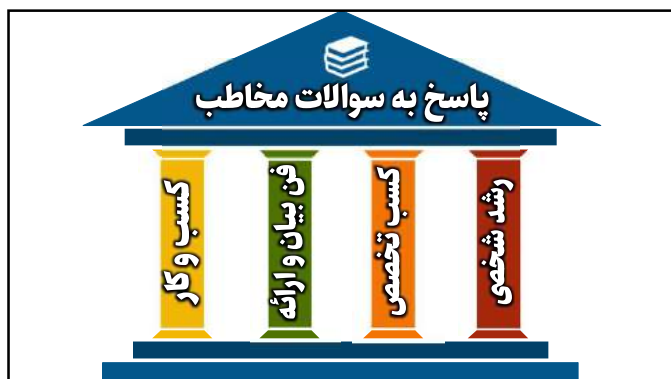 پاسخ به سوالات مخاطب
رشد شخصی
کسب تخصص
فن بیان و ارائه
کسب و کار